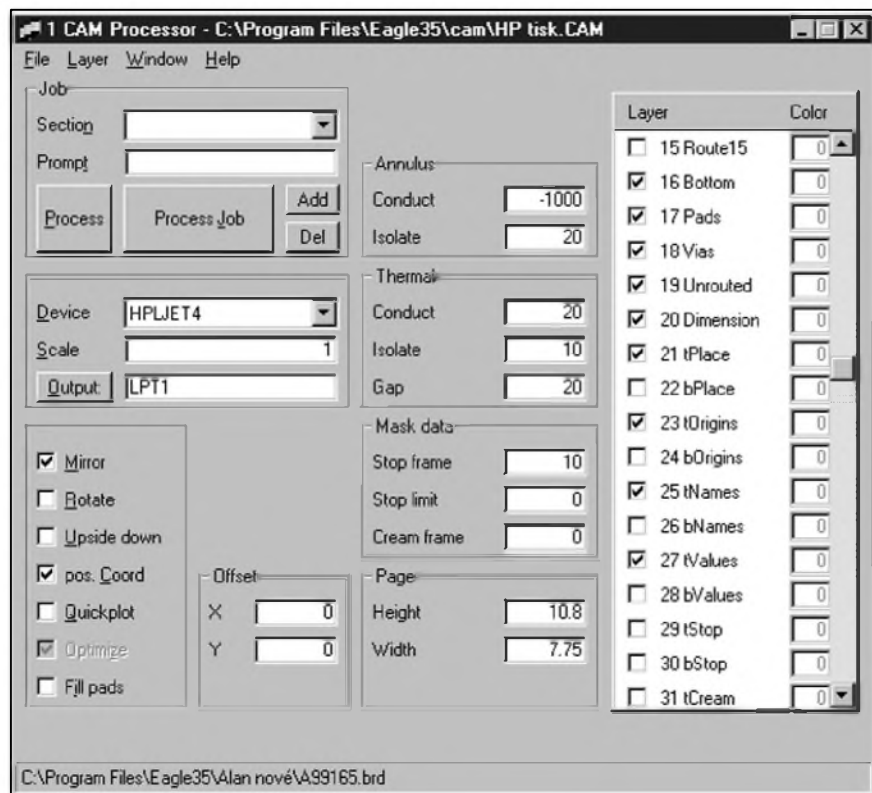 1 CAM Processor - C:\Program Files\Eagle35\cam\HP tisk.CAM
File Layer Window Help
Job
Section
Prompt
Process
Process Job
Add
Del
Device HPLJET4
Scale 1
Output LPT1
Mirror
Rotate
Upside down
pos. Coord
Quickplot
Optimize
Fill pads
Offset
X 0
Y 0
Annulus
Conduct -1000
Isolate 20
Thermal
Conduct 20
Isolate 10
Gap 20
Mask data
Stop frame 10
Stop limit 0
Cream frame 0
Page
Height 10.8
Width 7.75
Layer Color
15 Route15 0
16 Bottom 0
17 Pads 0
18 Vias 0
19 Unrouted 0
20 Dimension 0
21 tPlace 0
22 bPlace 0
23 tOrigins 0
24 bOrigins 0
25 tNames 0
26 bNames 0
27 tValues 0
28 bValues 0
29 tStop 0
30 bStop 0
31 tCream 0
C:\Program Files\Eagle35\Alan nové\A99165.brd